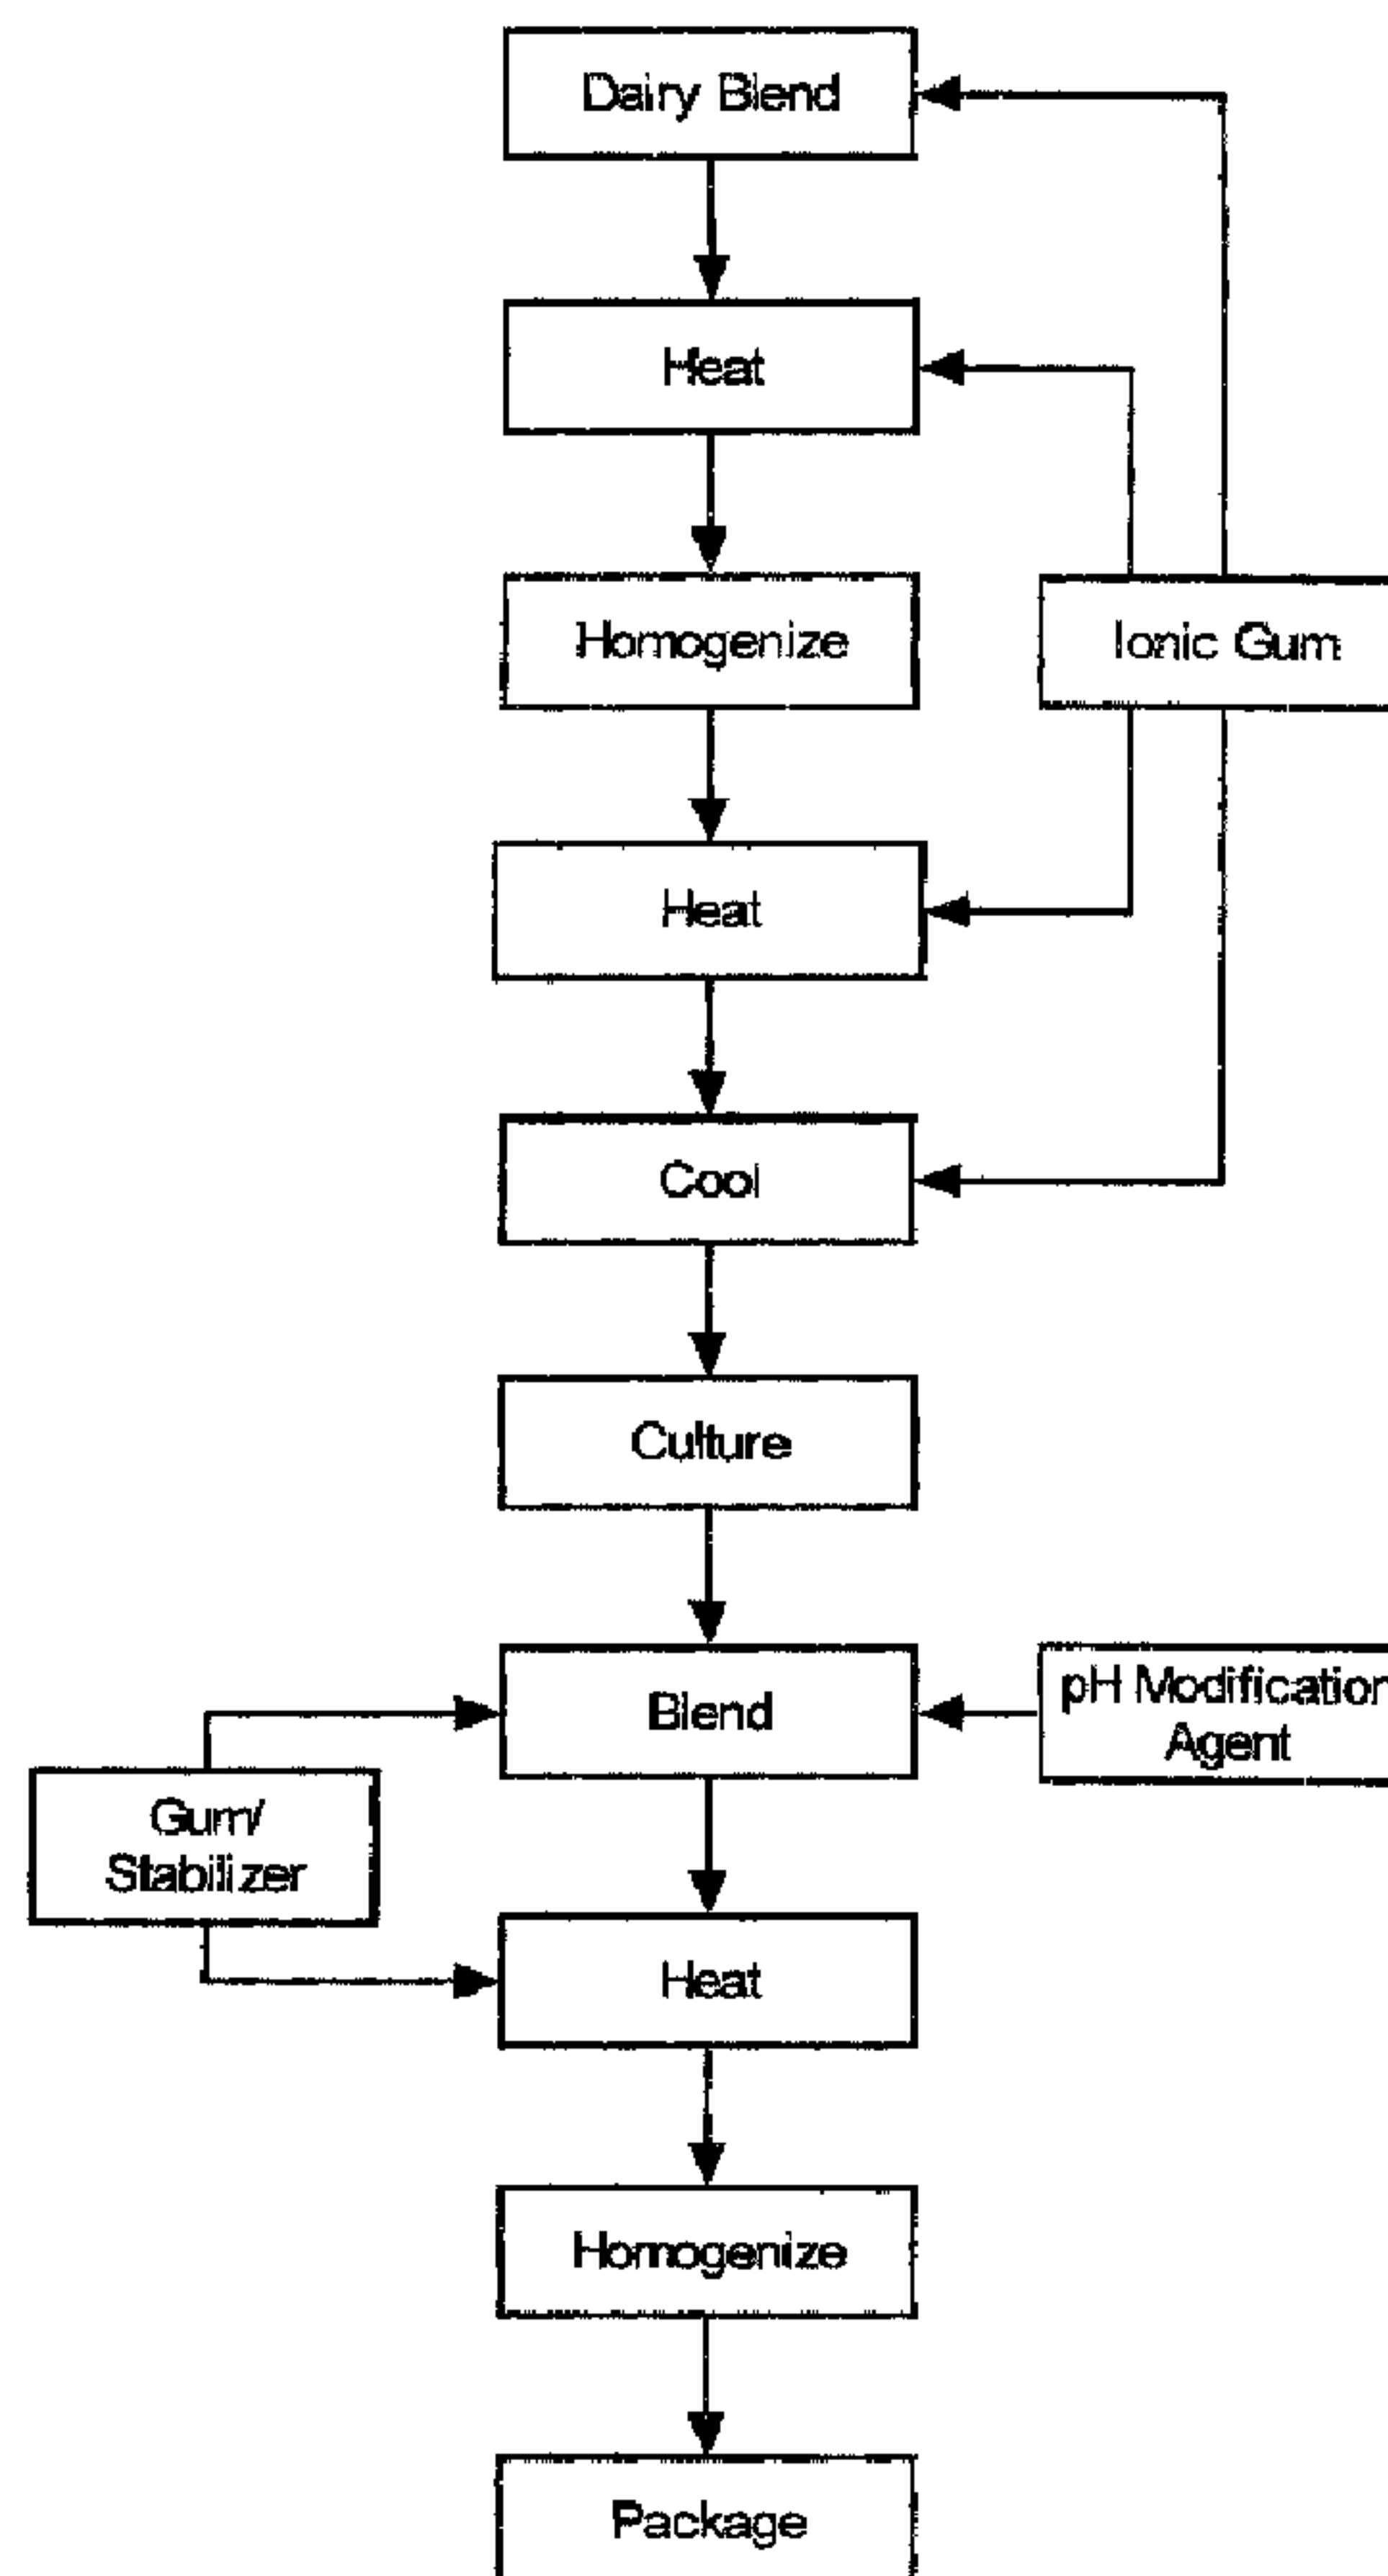 Dairy Blend
Heat
Homogenize
Ionic Gum
Heat
Cool
Culture
Blend
pH Modification
Agent
Gum/
Stabilizer
Heat
Homogenize
Package